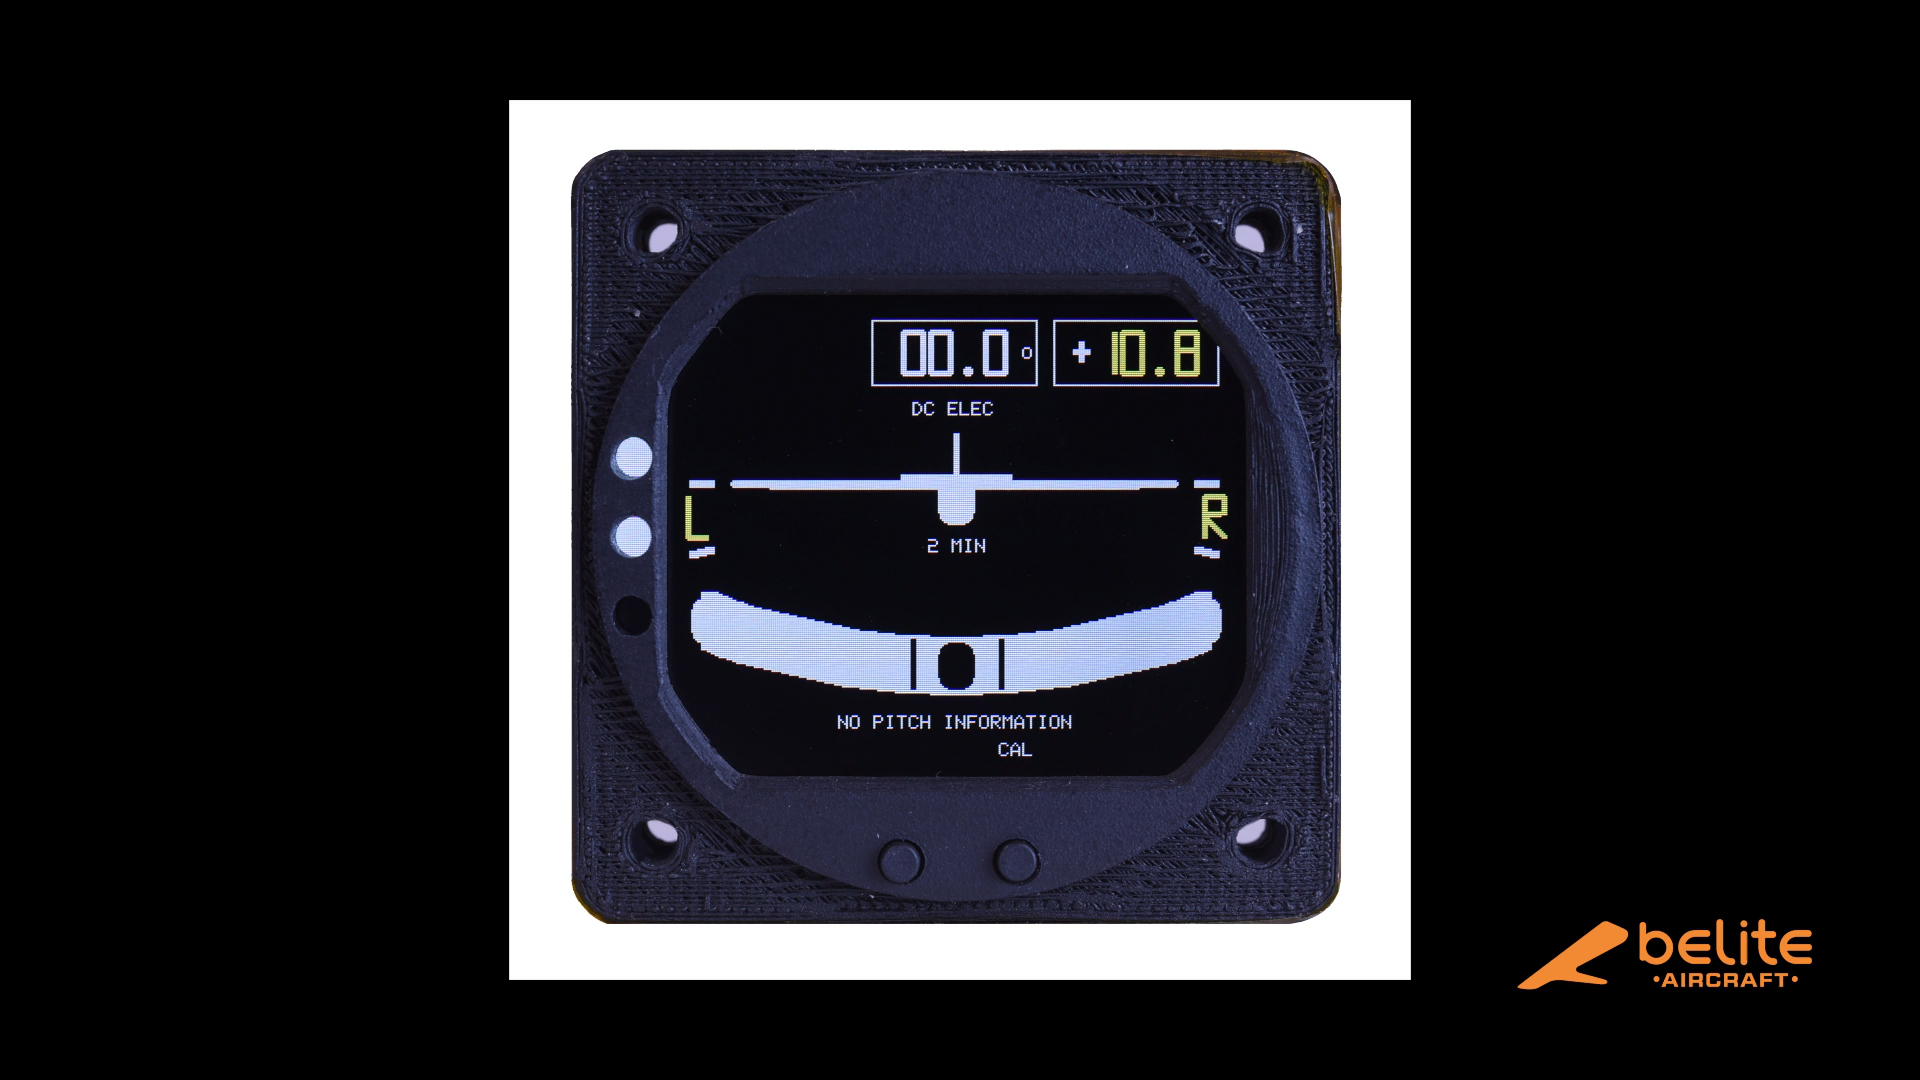 00.0° +10.8
DC ELEC
L R
2 MIN
NO PITCH INFORMATION
CAL
belite
•AIRCRAFT•